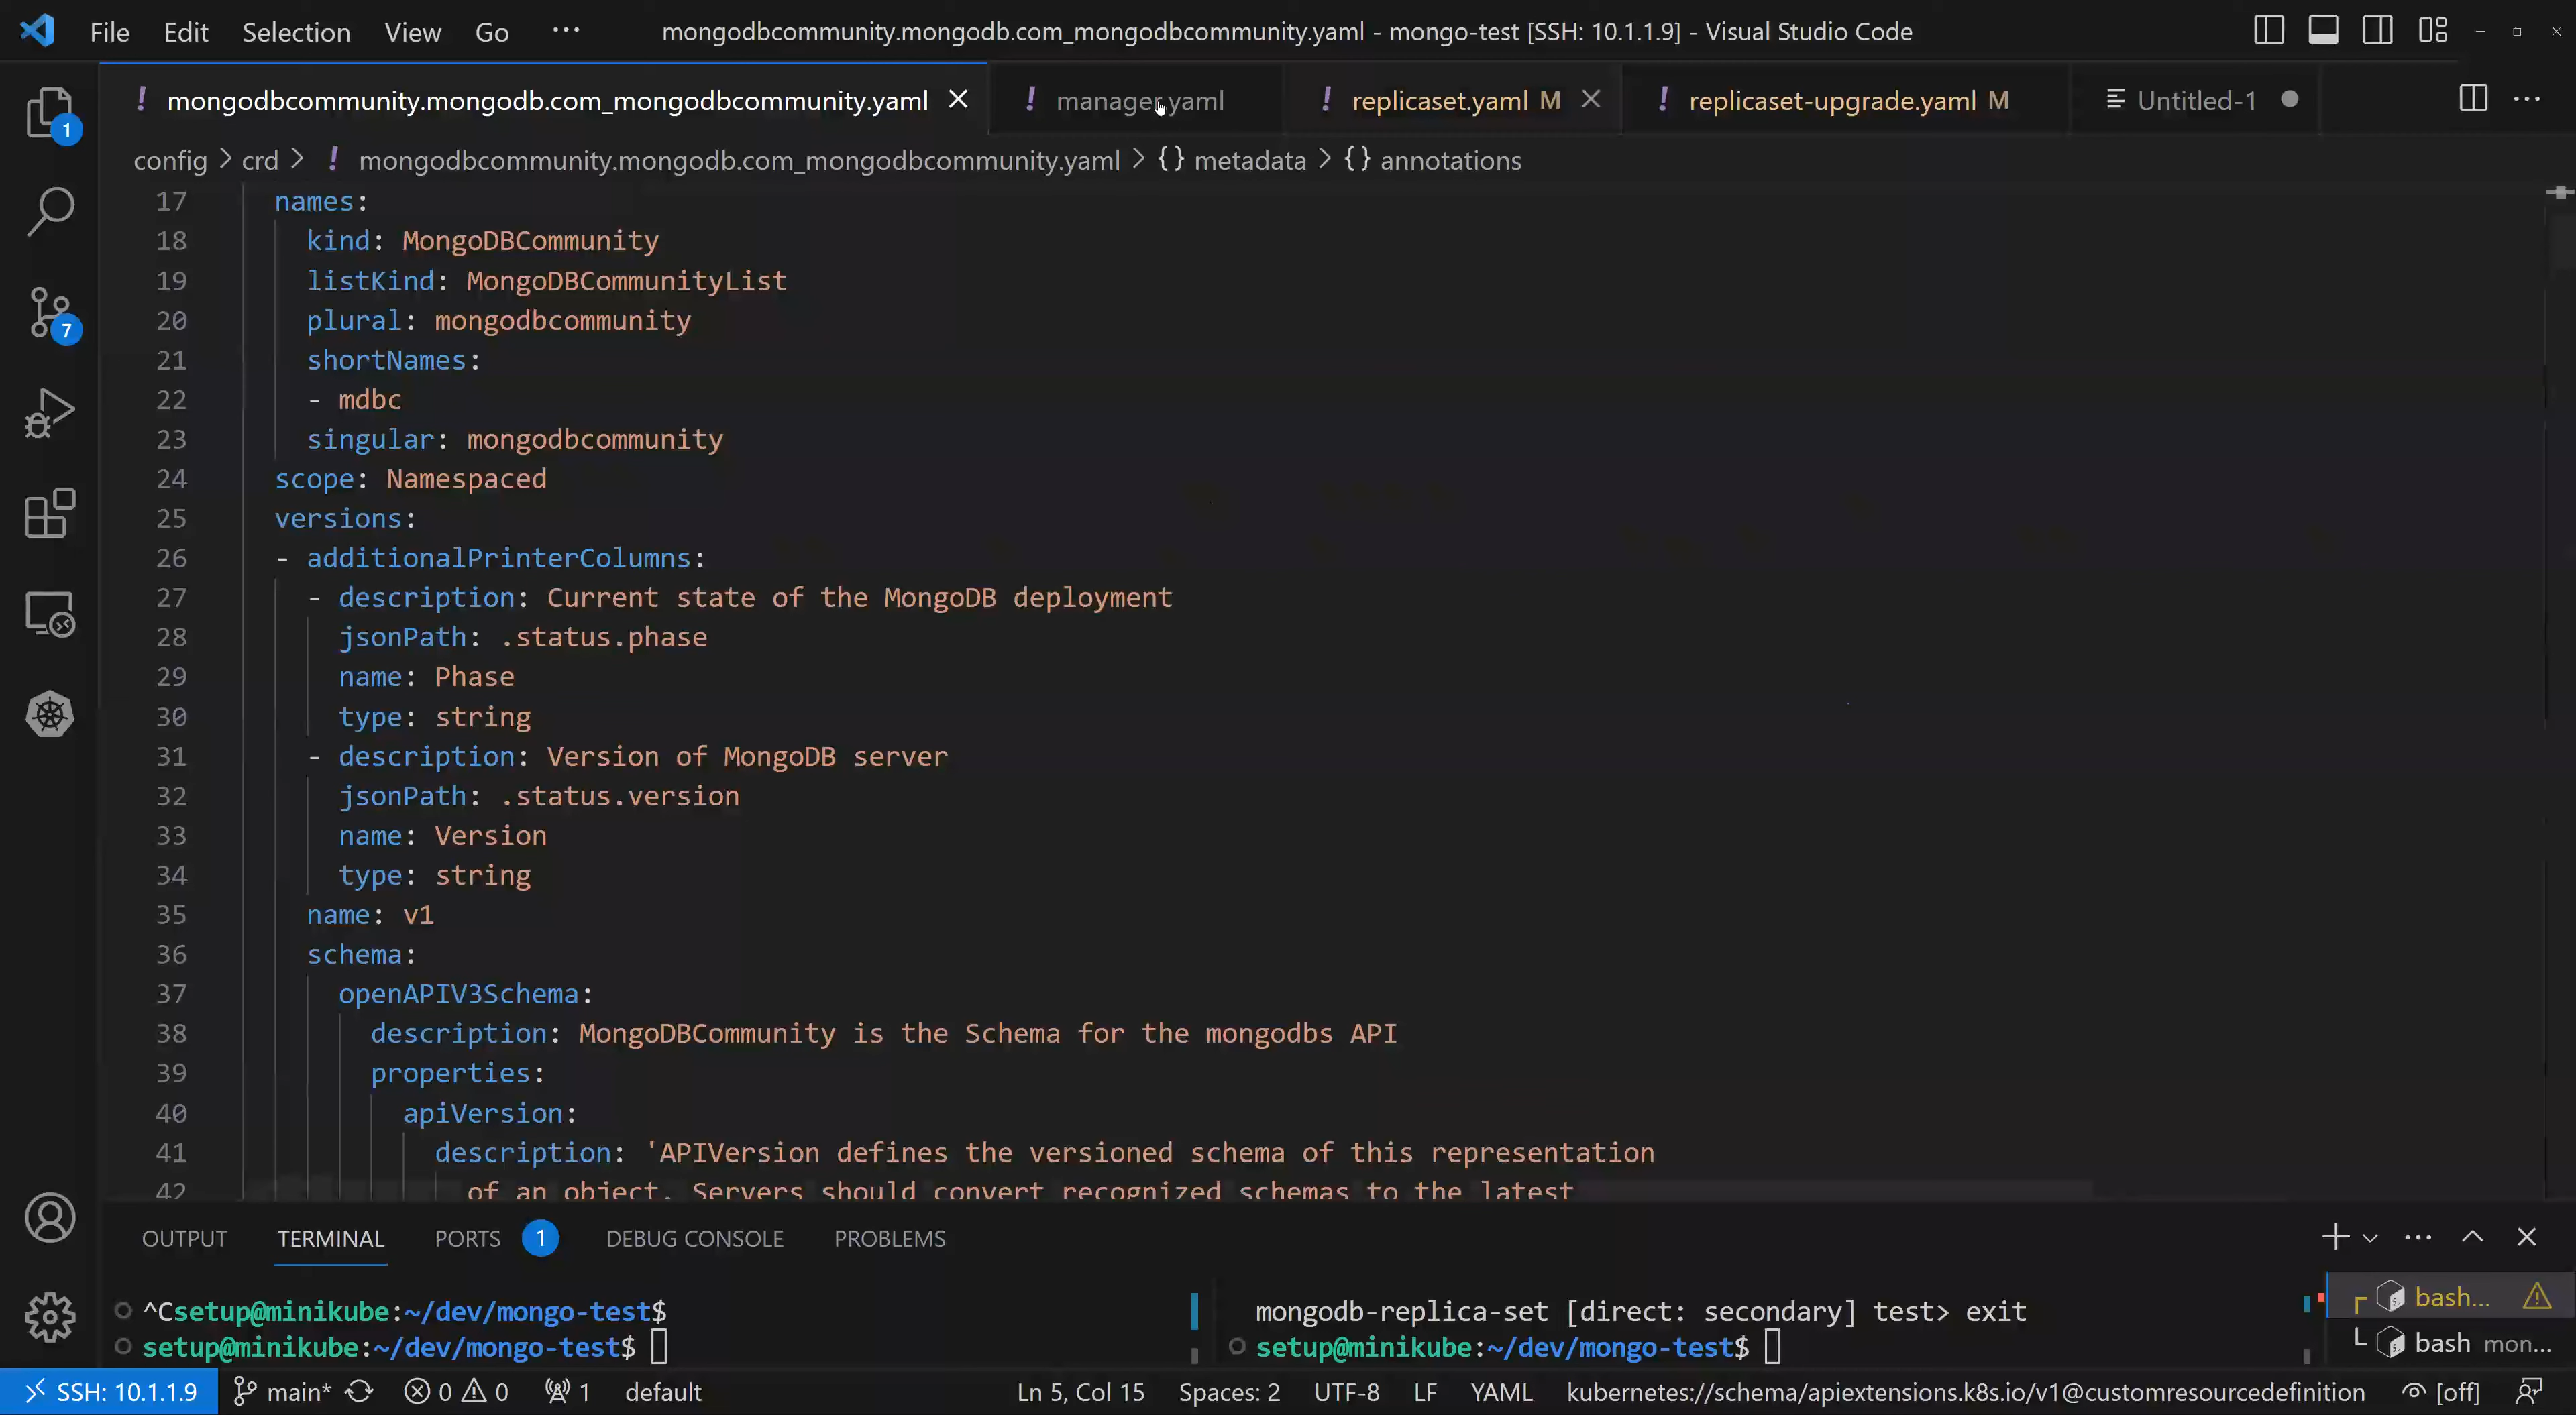 File Edit Selection View Go ··· mongodbcommunity.mongodb.com_mongodbcommunity.yaml - mongo-test [SSH: 10.1.1.9] - Visual Studio Code
! mongodbcommunity.mongodb.com_mongodbcommunity.yaml ! manager.yaml ! replicaset.yaml M ! replicaset-upgrade.yaml M Untitled-1
config > crd > ! mongodbcommunity.mongodb.com_mongodbcommunity.yaml > {} metadata > {} annotations
1
7
17 names:
18 kind: MongoDBCommunity
19 listKind: MongoDBCommunityList
20 plural: mongodbcommunity
21 shortNames:
22 - mdbc
23 singular: mongodbcommunity
24 scope: Namespaced
25 versions:
26 - additionalPrinterColumns:
27 - description: Current state of the MongoDB deployment
28 jsonPath: .status.phase
29 name: Phase
30 type: string
31 - description: Version of MongoDB server
32 jsonPath: .status.version
33 name: Version
34 type: string
35 name: v1
36 schema:
37 openAPIV3Schema:
38 description: MongoDBCommunity is the Schema for the mongodbs API
39 properties:
40 apiVersion:
41 description: 'APIVersion defines the versioned schema of this representation
42 of an object. Servers should convert recognized schemas to the latest
OUTPUT TERMINAL PORTS 1 DEBUG CONSOLE PROBLEMS
^Csetup@minikube:~/dev/mongo-test$
setup@minikube:~/dev/mongo-test$
mongodb-replica-set [direct: secondary] test> exit
setup@minikube:~/dev/mongo-test$
bash...
bash mon...
SSH: 10.1.1.9 main* 0 0 1 default Ln 5, Col 15 Spaces: 2 UTF-8 LF YAML kubernetes://schema/apiextensions.k8s.io/v1@customresourcedefinition [off]